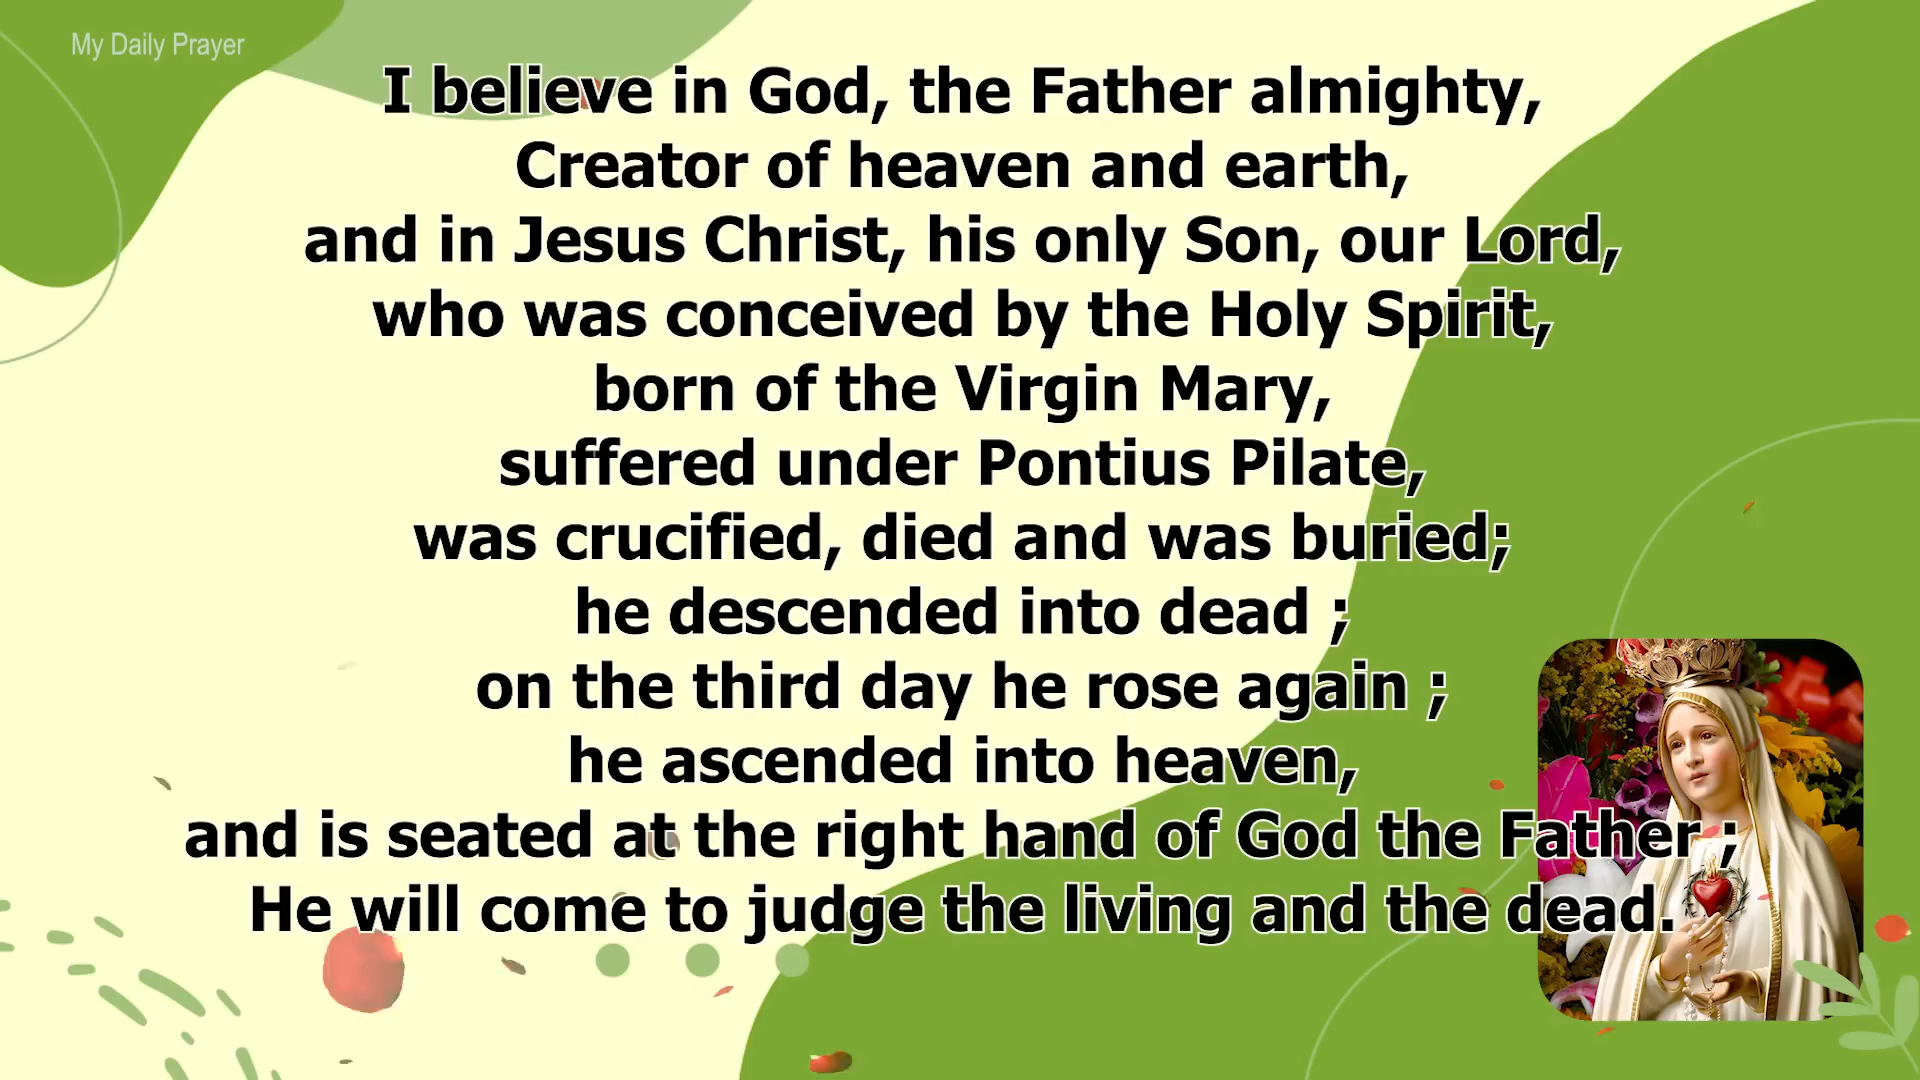 My Daily Prayer
I believe in God, the Father almighty,
Creator of heaven and earth,
and in Jesus Christ, his only Son, our Lord,
who was conceived by the Holy Spirit,
born of the Virgin Mary,
suffered under Pontius Pilate,
was crucified, died and was buried;
he descended into dead ;
on the third day he rose again ;
he ascended into heaven,
and is seated at the right hand of God the Father ;
He will come to judge the living and the dead.